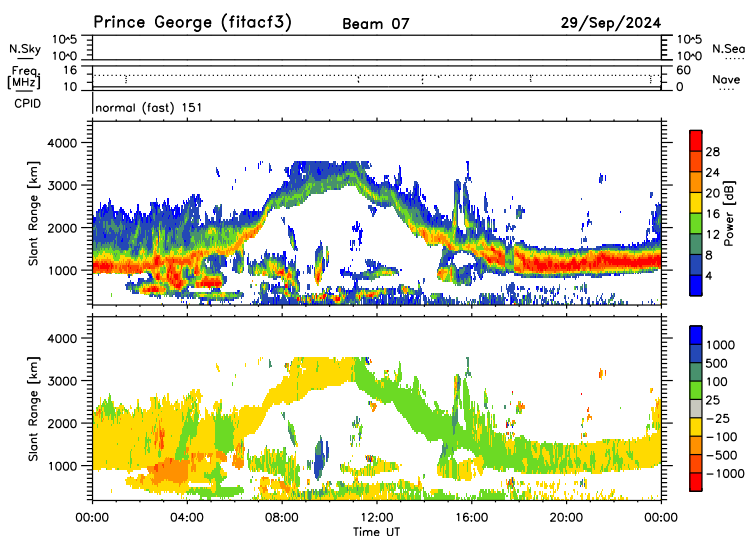 Prince George (fitacf3) Beam 07 29/Sep/2024
N.Sky 10^5 10^0 10^5 10^0 N.Sea
Freq. [MHz] 16 10 60 0 Nave
CPID normal (fast) 151
Slant Range [km] 4000 3000 2000 1000
28 24 20 16 12 8 4 Power [dB]
Slant Range [km] 4000 3000 2000 1000
1000 500 100 25 -25 -100 -500 -1000
00:00 04:00 08:00 12:00 16:00 20:00 00:00
Time UT